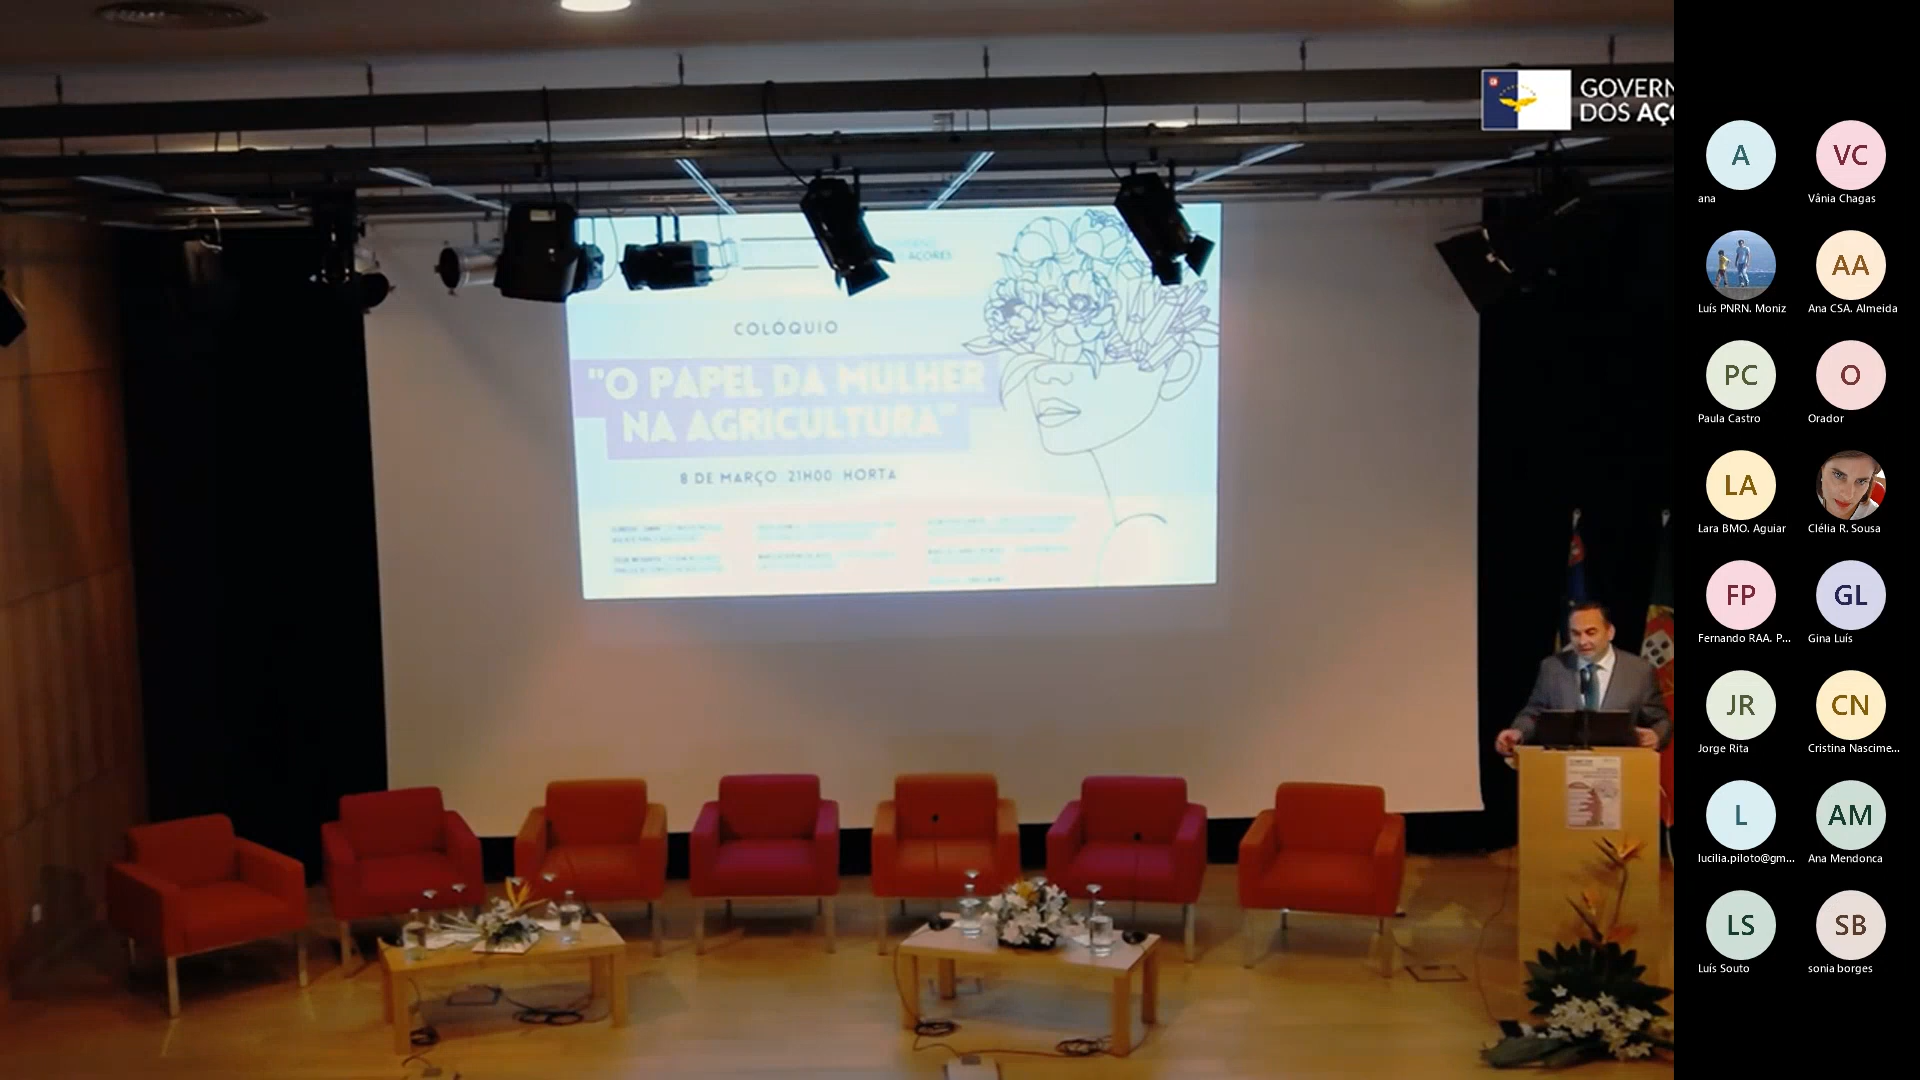 GOVERN
DOS AÇO
AÇORES
COLÓQUIO
"O PAPEL DA MULHER
NA AGRICULTURA"
8 DE MARÇO 21H00 HORTA
A
ana
VC
Vânia Chagas
Luís PNRN. Moniz
AA
Ana CSA. Almeida
PC
Paula Castro
O
Orador
LA
Lara BMO. Aguiar
Clélia R. Sousa
FP
Fernando RAA. P...
GL
Gina Luís
JR
Jorge Rita
CN
Cristina Nascime...
L
lucilia.piloto@gm...
AM
Ana Mendonca
LS
Luís Souto
SB
sonia borges